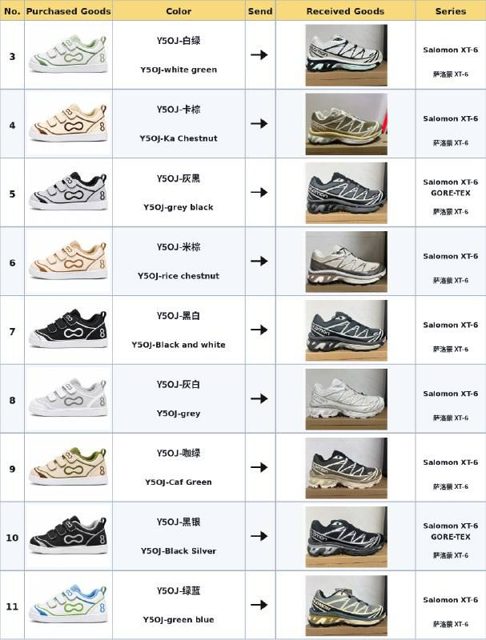 No. Purchased Goods Color Send Received Goods Series
3 Y5OJ-白绿 Salomon XT-6
Y5OJ-white green 萨洛蒙 XT-6
4 Y5OJ-卡棕 Salomon XT-6
Y5OJ-Ka Chestnut 萨洛蒙 XT-6
5 Y5OJ-灰黑 Salomon XT-6
GORE-TEX
Y5OJ-grey black 萨洛蒙 XT-6
6 Y5OJ-米棕 Salomon XT-6
Y5OJ-rice chestnut 萨洛蒙 XT-6
7 Y5OJ-黑白 Salomon XT-6
Y5OJ-Black and white 萨洛蒙 XT-6
8 Y5OJ-灰白 Salomon XT-6
Y5OJ-grey 萨洛蒙 XT-6
9 Y5OJ-咖绿 Salomon XT-6
Y5OJ-Caf Green 萨洛蒙 XT-6
10 Y5OJ-黑银 Salomon XT-6
GORE-TEX
Y5OJ-Black Silver 萨洛蒙 XT-6
11 Y5OJ-绿蓝 Salomon XT-6
Y5OJ-green blue 萨洛蒙 XT-6